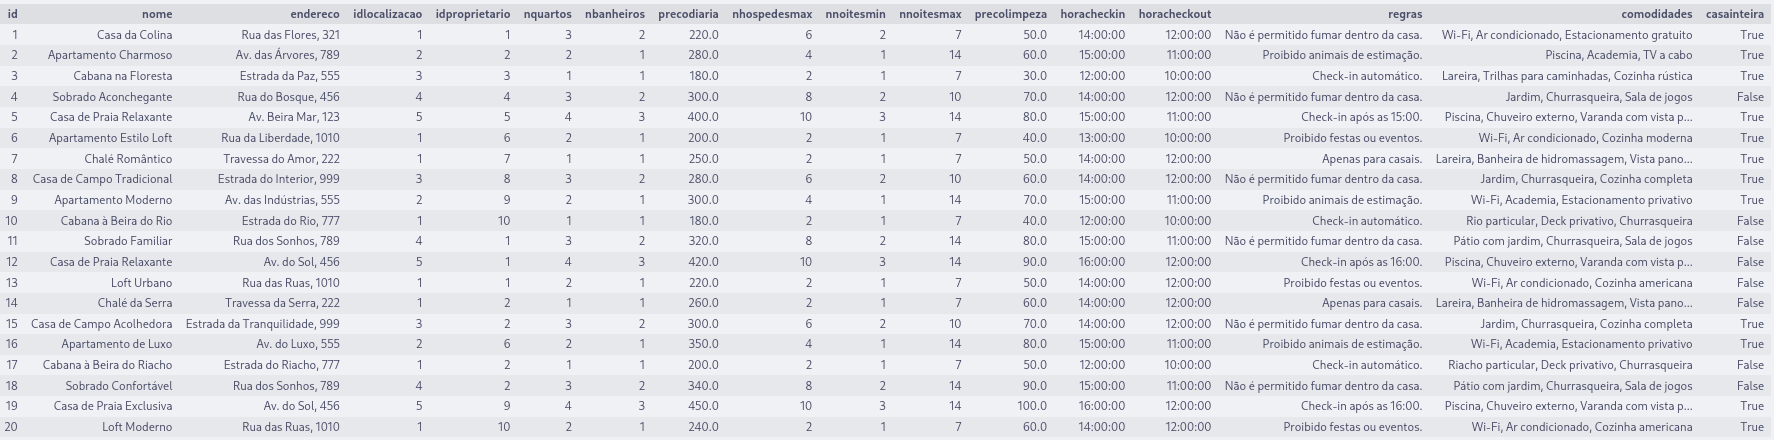 id nome endereco idlocalizacao idproprietario nquartos nbanheiros precodiaria nhospedesmax nnoitesmin nnoitesmax precolimpeza horacheckin horacheckout regras comodidades casainteira
1 Casa da Colina Rua das Flores, 321 1 1 3 2 220.0 6 2 7 50.0 14:00:00 12:00:00 Não é permitido fumar dentro da casa. Wi-Fi, Ar condicionado, Estacionamento gratuito True
2 Apartamento Charmoso Av. das Árvores, 789 2 2 2 1 280.0 4 1 14 60.0 15:00:00 11:00:00 Proibido animais de estimação. Piscina, Academia, TV a cabo True
3 Cabana na Floresta Estrada da Paz, 555 3 3 1 1 180.0 2 1 7 30.0 12:00:00 10:00:00 Check-in automático. Lareira, Trilhas para caminhadas, Cozinha rústica True
4 Sobrado Aconchegante Rua do Bosque, 456 4 4 3 2 300.0 8 2 10 70.0 14:00:00 12:00:00 Não é permitido fumar dentro da casa. Jardim, Churrasqueira, Sala de jogos False
5 Casa de Praia Relaxante Av. Beira Mar, 123 5 5 4 3 400.0 10 3 14 80.0 15:00:00 11:00:00 Check-in após 15:00. Piscina, Chuveiro externo, Varanda com vista p... True
6 Apartamento Estilo Loft Rua da Liberdade, 1010 1 6 2 1 200.0 2 1 7 40.0 13:00:00 10:00:00 Proibido festas ou eventos. Wi-Fi, Ar condicionado, Cozinha moderna True
7 Chalé Romântico Travessa do Amor, 222 1 7 1 1 250.0 2 1 7 50.0 14:00:00 12:00:00 Apenas para casais. Lareira, Banheira de hidromassagem, Vista pano... True
8 Casa de Campo Tradicional Estrada do Interior, 999 3 8 3 2 280.0 6 2 10 60.0 14:00:00 12:00:00 Não é permitido fumar dentro da casa. Jardim, Churrasqueira, Cozinha completa True
9 Apartamento Moderno Av. das Indústrias, 555 2 9 2 1 300.0 4 1 14 70.0 15:00:00 11:00:00 Proibido animais de estimação. Wi-Fi, Academia, Estacionamento privativo True
10 Cabana à Beira do Rio Estrada do Rio, 777 1 10 1 1 180.0 2 1 7 40.0 12:00:00 10:00:00 Check-in automático. Rio particular, Deck privativo, Churrasqueira False
11 Sobrado Familiar Rua dos Sonhos, 789 4 1 3 2 320.0 8 2 14 80.0 15:00:00 11:00:00 Não é permitido fumar dentro da casa. Pátio com jardim, Churrasqueira, Sala de jogos False
12 Casa de Praia Relaxante Av. do Sol, 456 5 1 4 3 420.0 10 3 14 90.0 16:00:00 12:00:00 Check-in após as 16:00. Piscina, Chuveiro externo, Varanda com vista p... False
13 Loft Urbano Rua das Ruas, 1010 1 1 2 1 220.0 2 1 7 50.0 14:00:00 12:00:00 Proibido festas ou eventos. Wi-Fi, Ar condicionado, Cozinha americana False
14 Chalé da Serra Travessa da Serra, 222 1 2 1 1 260.0 2 1 7 60.0 14:00:00 12:00:00 Apenas para casais. Lareira, Banheira de hidromassagem, Vista pano... False
15 Casa de Campo Acolhedora Estrada da Tranquilidade, 999 3 2 3 2 300.0 6 2 10 70.0 14:00:00 12:00:00 Não é permitido fumar dentro da casa. Jardim, Churrasqueira, Cozinha completa True
16 Apartamento de Luxo Av. do Luxo, 555 2 6 2 1 350.0 4 1 14 80.0 15:00:00 11:00:00 Proibido animais de estimação. Wi-Fi, Academia, Estacionamento privativo True
17 Cabana à Beira do Riacho Estrada do Riacho, 777 1 2 1 1 200.0 2 1 7 50.0 12:00:00 10:00:00 Check-in automático. Riacho particular, Deck privativo, Churrasqueira False
18 Sobrado Confortável Rua dos Sonhos, 789 4 2 3 2 340.0 8 2 14 90.0 15:00:00 11:00:00 Não é permitido fumar dentro da casa. Pátio com jardim, Churrasqueira, Sala de jogos False
19 Casa de Praia Exclusiva Av. do Sol, 456 5 9 4 3 450.0 10 3 14 100.0 16:00:00 12:00:00 Check-in após as 16:00. Piscina, Chuveiro externo, Varanda com vista p... True
20 Loft Moderno Rua das Ruas, 1010 1 10 2 1 240.0 2 1 7 60.0 14:00:00 12:00:00 Proibido festas ou eventos. Wi-Fi, Ar condicionado, Cozinha americana True